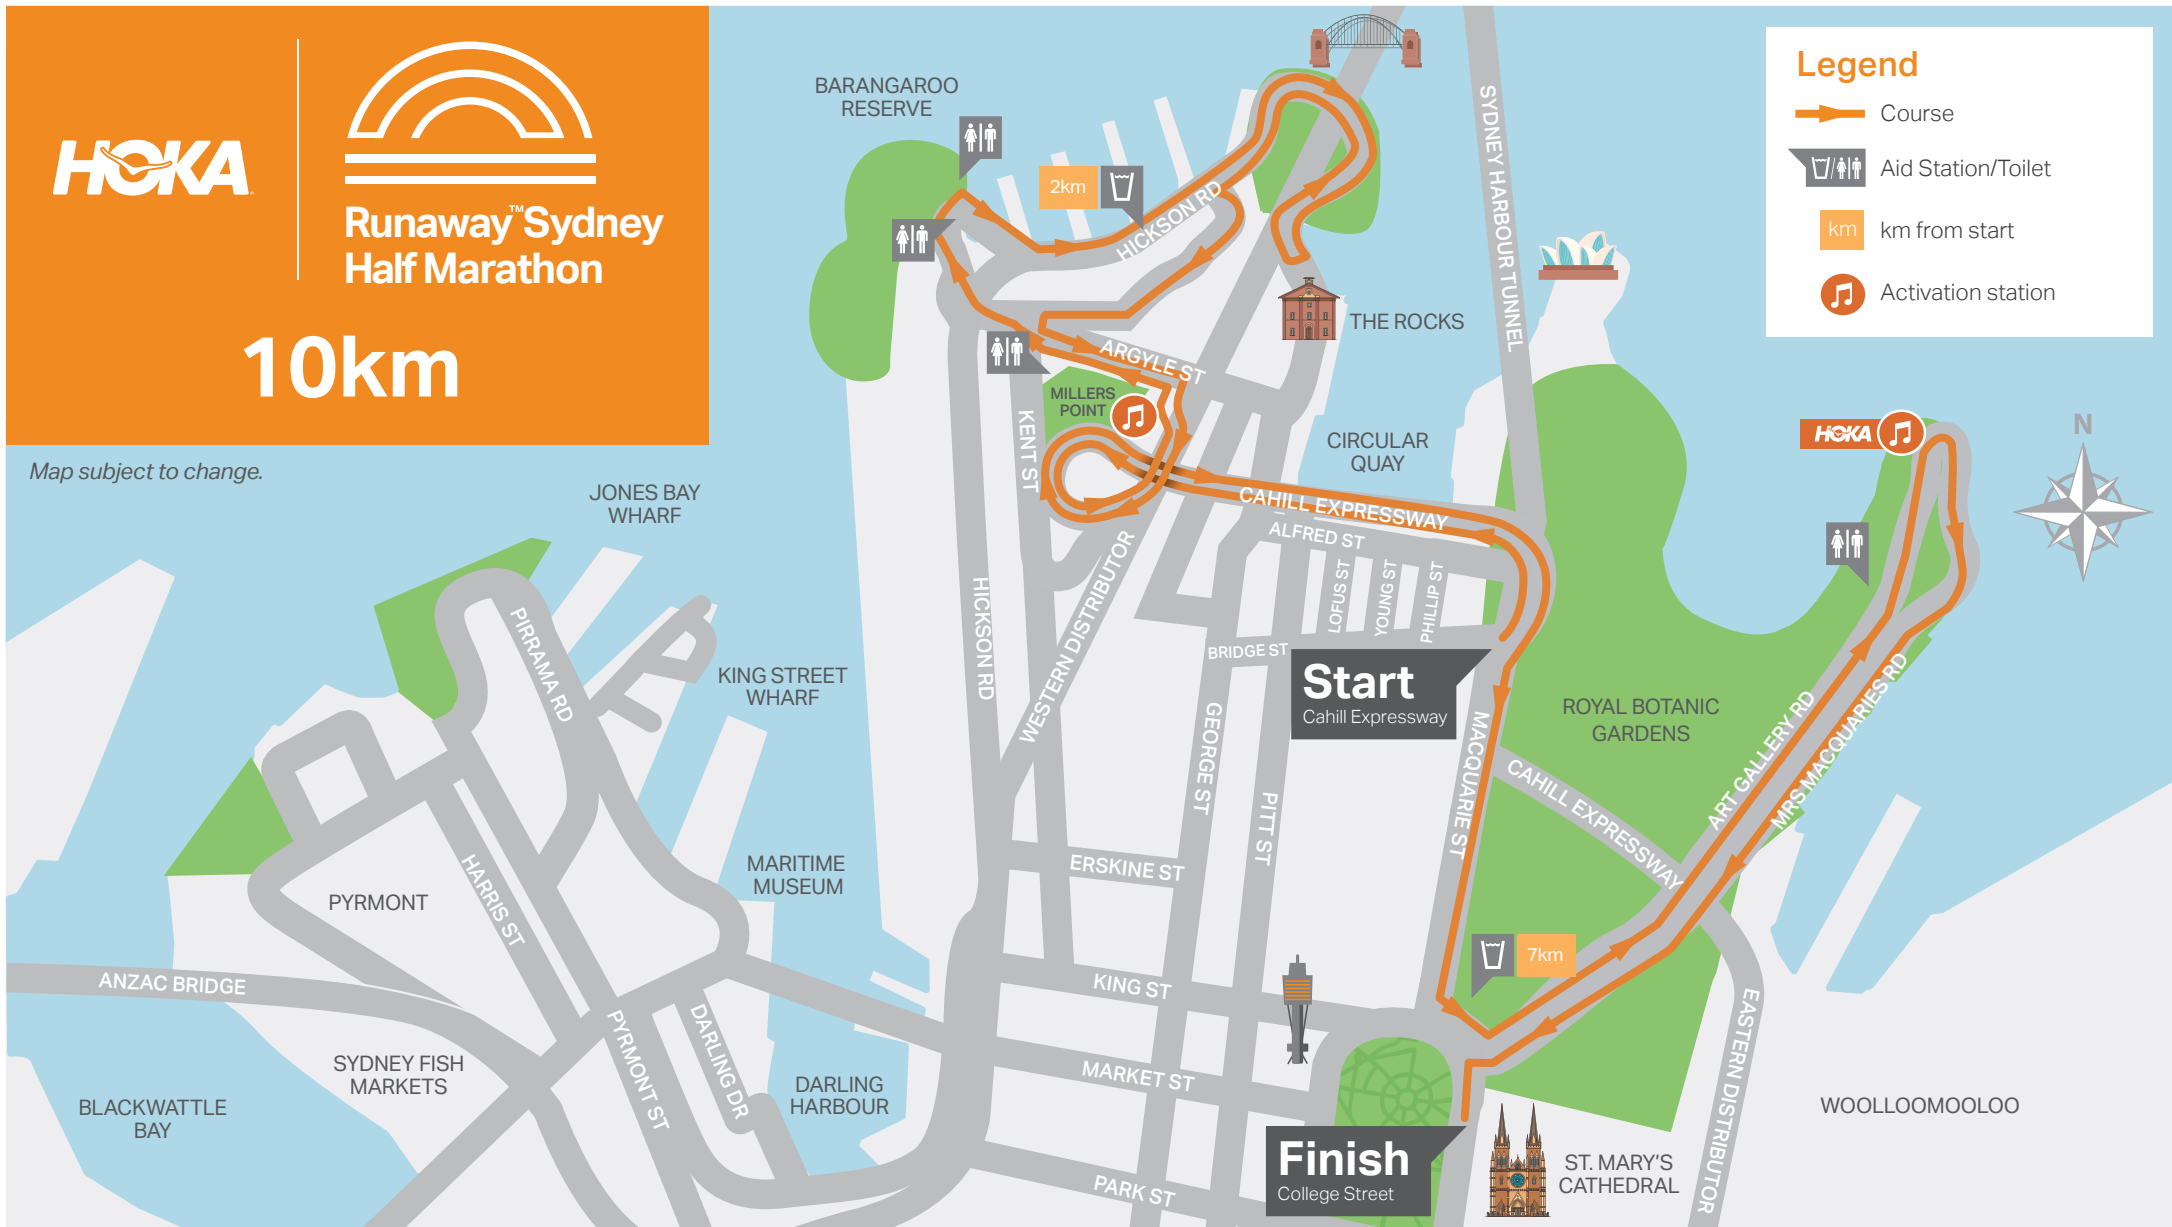 HOKA
Runaway™Sydney
Half Marathon
10km
Map subject to change.
Legend
Course
Aid Station/Toilet
km
km from start
Activation station
BARANGAROO
RESERVE
2km
HICKSON RD
SYDNEY HARBOUR TUNNEL
THE ROCKS
ARGYLE ST
MILLERS
POINT
KENT ST
CIRCULAR
QUAY
CAHILL EXPRESSWAY
ALFRED ST
LOFUS ST
YOUNG ST
PHILLIP ST
BRIDGE ST
HOKA
N
JONES BAY
WHARF
PIRRAMA RD
KING STREET
WHARF
HICKSON RD
WESTERN DISTRIBUTOR
GEORGE ST
PITT ST
Start
Cahill Expressway
MACQUARIE ST
ROYAL BOTANIC
GARDENS
CAHILL EXPRESSWAY
ART GALLERY RD
MRS MACQUARIES RD
MARITIME
MUSEUM
ERSKINE ST
PYRMONT
HARRIS ST
7km
ANZAC BRIDGE
KING ST
PYRMONT ST
DARLING DR
EASTERN DISTRIBUTOR
SYDNEY FISH
MARKETS
MARKET ST
DARLING
HARBOUR
BLACKWATTLE
BAY
WOOLLOOMOOLOO
Finish
College Street
ST. MARY'S
CATHEDRAL
PARK ST